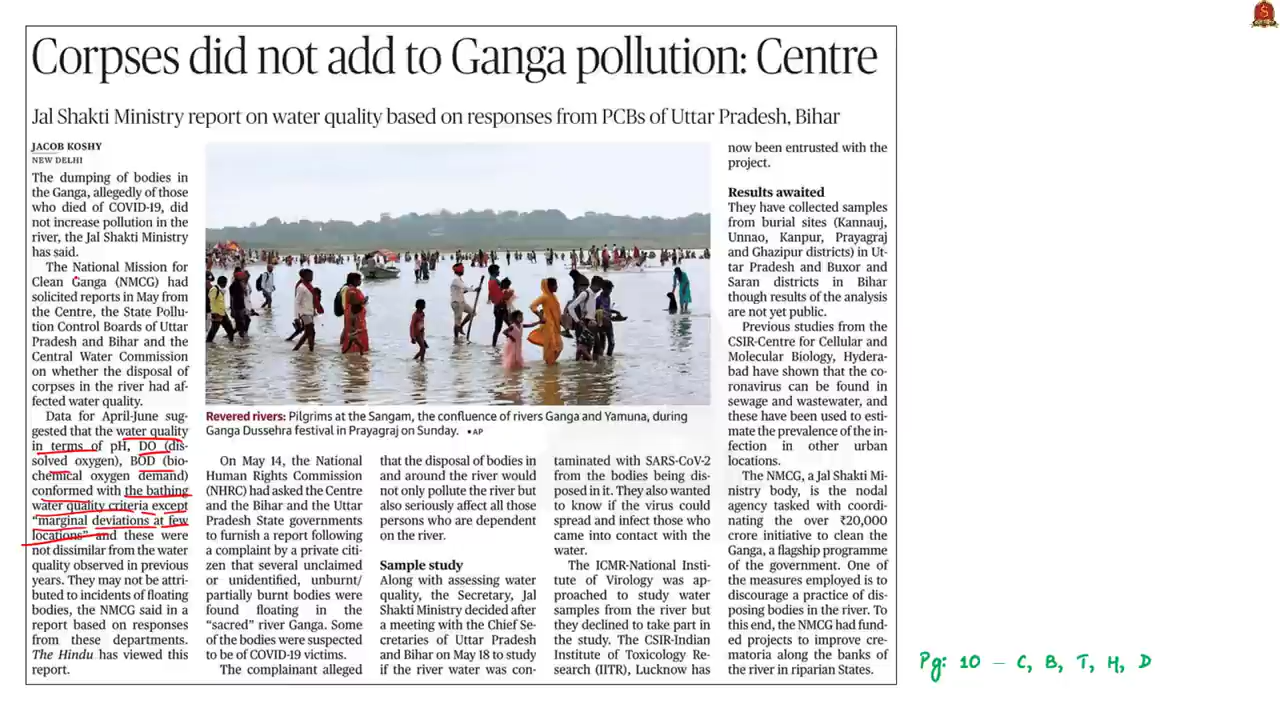 Corpses did not add to Ganga pollution: Centre
Jal Shakti Ministry report on water quality based on responses from PCBs of Uttar Pradesh, Bihar
JACOB KOSHY
NEW DELHI
The dumping of bodies in
the Ganga, allegedly of those
who died of COVID-19, did
not increase pollution in the
river, the Jal Shakti Ministry
has said.
The National Mission for
Clean Ganga (NMCG) had
solicited reports in May from
the Centre, the State Pollu-
tion Control Boards of Uttar
Pradesh and Bihar and the
Central Water Commission
on whether the disposal of
corpses in the river had af-
fected water quality.
Data for April-June sug-
gested that the water quality
in terms of pH, DO (dis-
solved oxygen), BOD (bio-
chemical oxygen demand)
conformed with the bathing
water quality criteria except
“marginal deviations at few
locations” and these were
not dissimilar from the water
quality observed in previous
years. They may not be attri-
buted to incidents of floating
bodies, the NMCG said in a
report based on responses
from these departments.
The Hindu has viewed this
report.
Revered rivers: Pilgrims at the Sangam, the confluence of rivers Ganga and Yamuna, during
Ganga Dussehra festival in Prayagraj on Sunday. •AP
On May 14, the National
Human Rights Commission
(NHRC) had asked the Centre
and the Bihar and the Uttar
Pradesh State governments
to furnish a report following
a complaint by a private citi-
zen that several unclaimed
or unidentified, unburnt/
partially burnt bodies were
found floating in the
“sacred” river Ganga. Some
of the bodies were suspected
to be of COVID-19 victims.
The complainant alleged
that the disposal of bodies in
and around the river would
not only pollute the river but
also seriously affect all those
persons who are dependent
on the river.
Sample study
Along with assessing water
quality, the Secretary, Jal
Shakti Ministry decided after
a meeting with the Chief Se-
cretaries of Uttar Pradesh
and Bihar on May 18 to study
if the river water was con-
taminated with SARS-CoV-2
from the bodies being dis-
posed in it. They also wanted
to know if the virus could
spread and infect those who
came into contact with the
water.
The ICMR-National Insti-
tute of Virology was ap-
proached to study water
samples from the river but
they declined to take part in
the study. The CSIR-Indian
Institute of Toxicology Re-
search (IITR), Lucknow has
now been entrusted with the
project.
Results awaited
They have collected samples
from burial sites (Kannauj,
Unnao, Kanpur, Prayagraj
and Ghazipur districts) in Ut-
tar Pradesh and Buxor and
Saran districts in Bihar
though results of the analysis
are not yet public.
Previous studies from the
CSIR-Centre for Cellular and
Molecular Biology, Hydera-
bad have shown that the co-
ronavirus can be found in
sewage and wastewater, and
these have been used to esti-
mate the prevalence of the in-
fection in other urban
locations.
The NMCG, a Jal Shakti Mi-
nistry body, is the nodal
agency tasked with coordi-
nating the over ₹20,000
crore initiative to clean the
Ganga, a flagship programme
of the government. One of
the measures employed is to
discourage a practice of dis-
posing bodies in the river. To
this end, the NMCG had fund-
ed projects to improve cre-
matoria along the banks of
the river in riparian States.
Pg: 10 – C, B, T, H, D